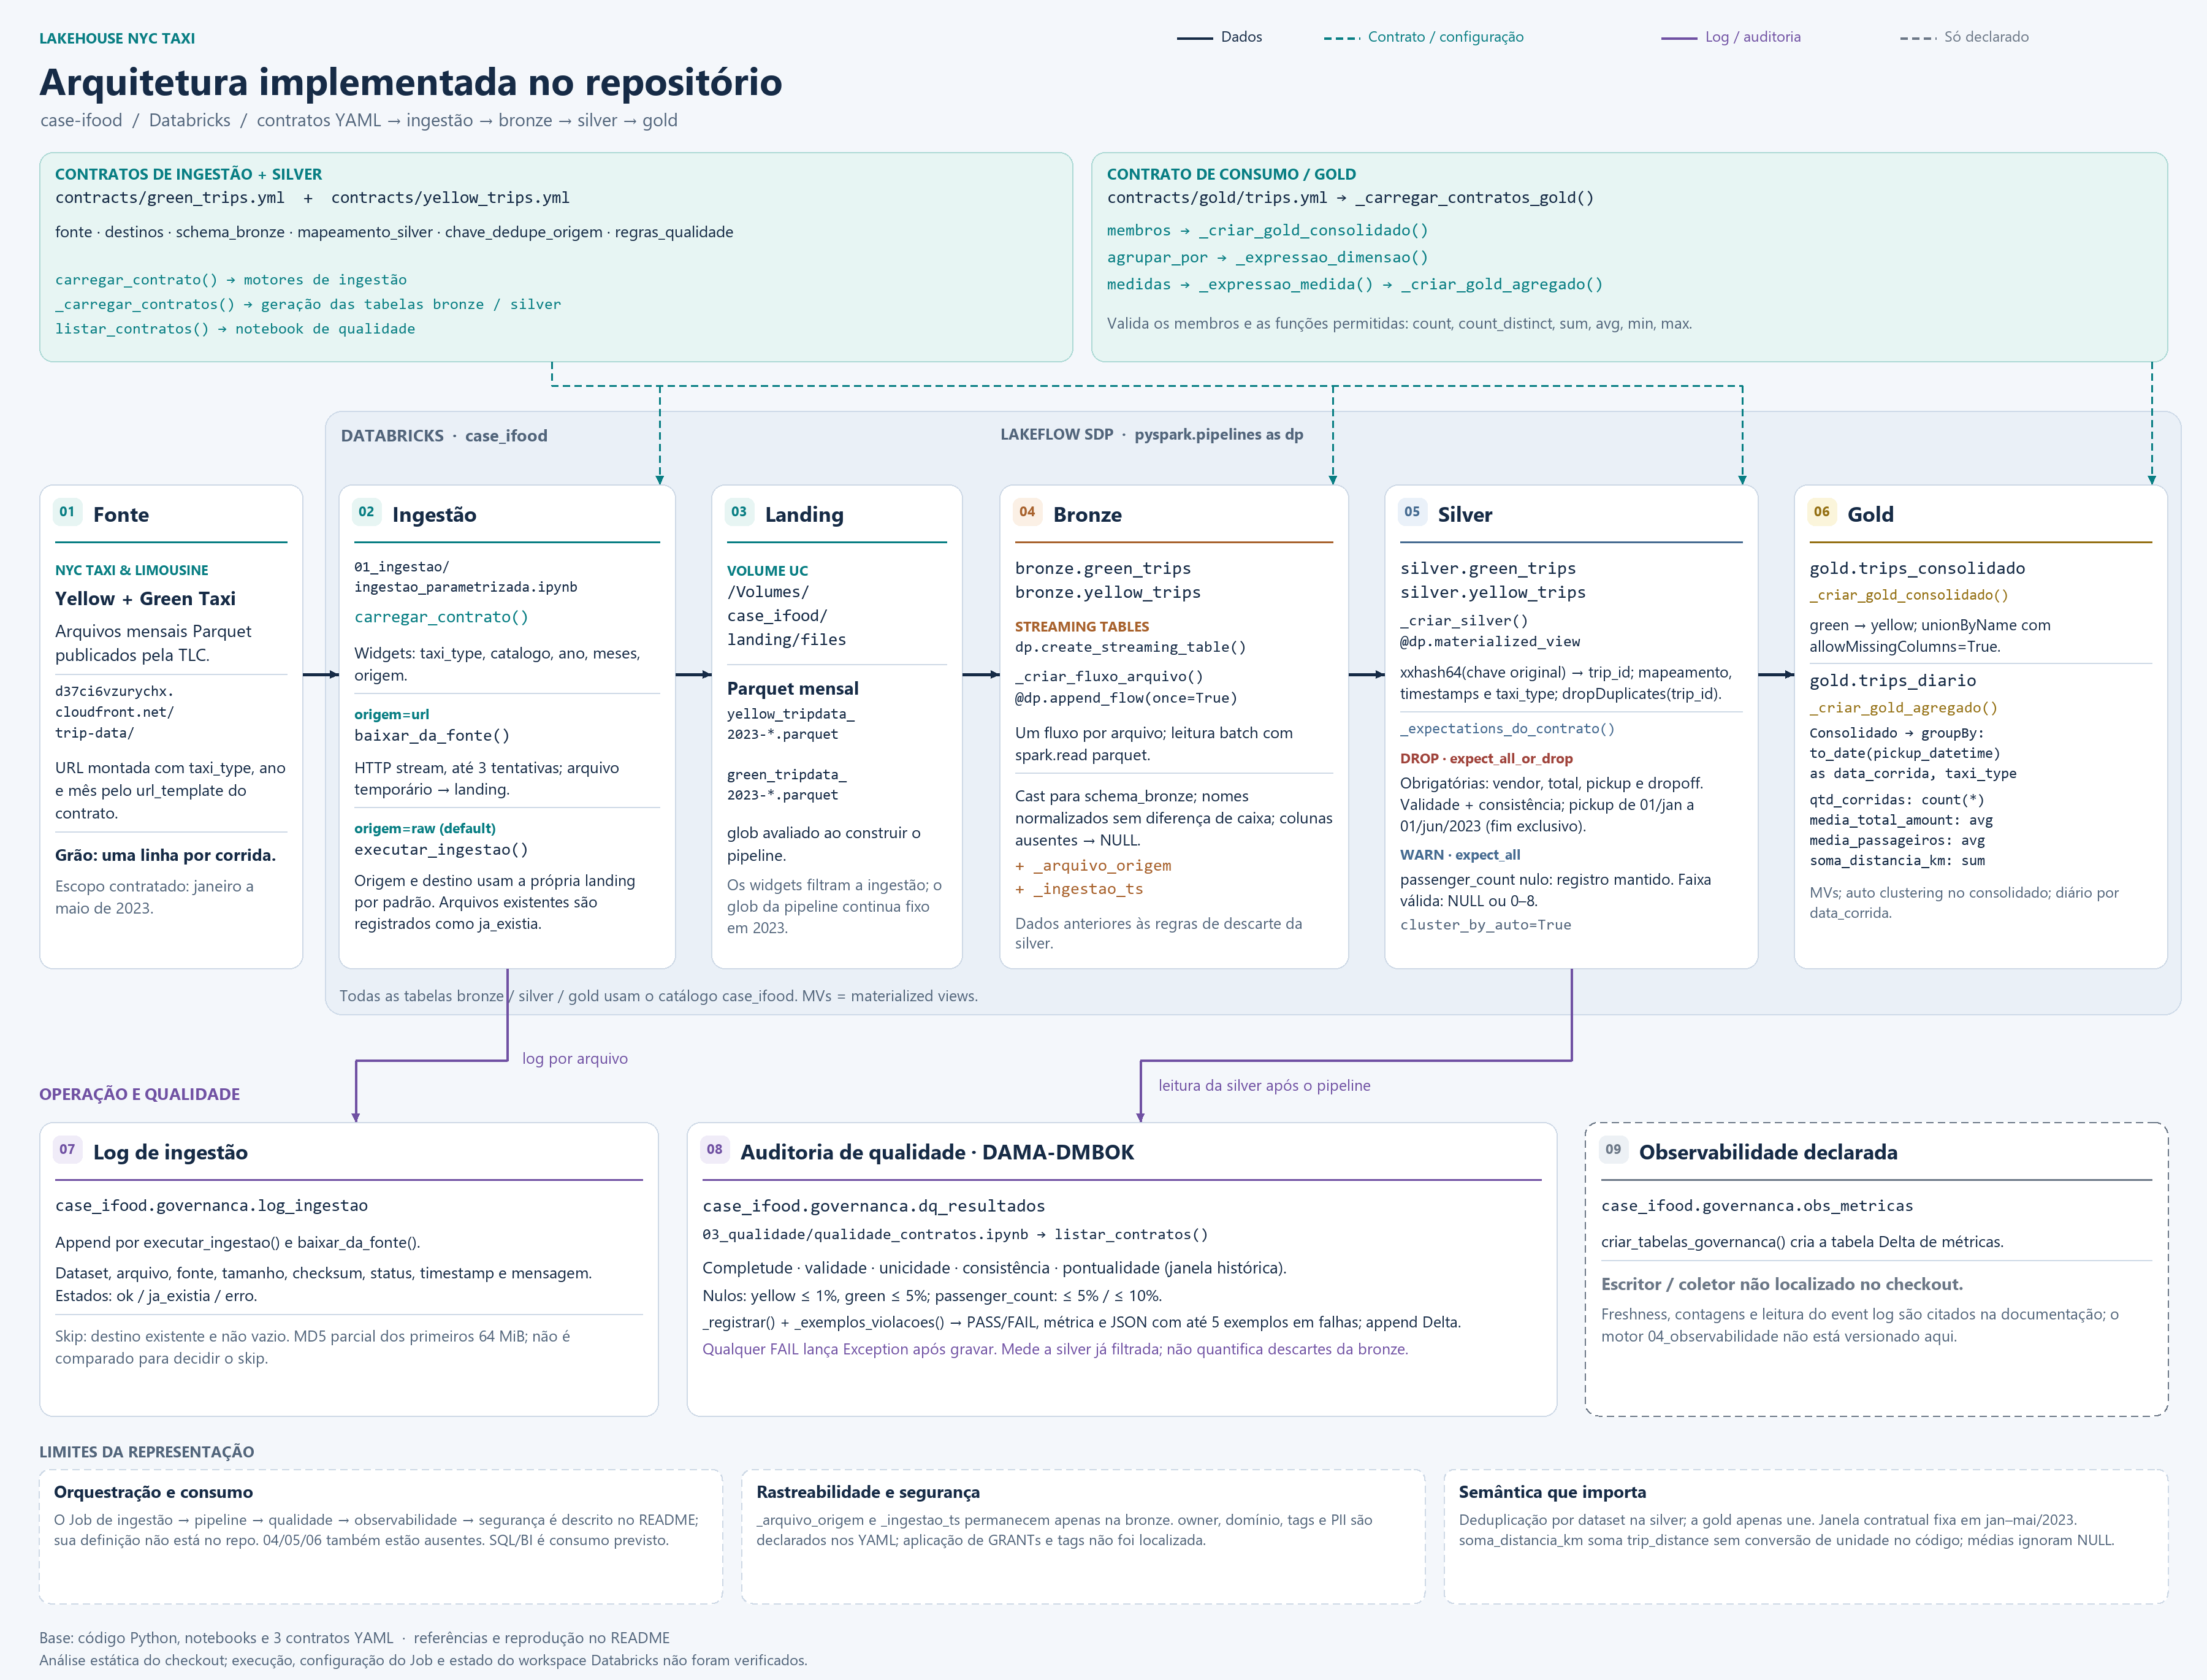 LAKEHOUSE NYC TAXI
Dados
Contrato / configuração
Log / auditoria
Só declarado
Arquitetura implementada no repositório
case-ifood / Databricks / contratos YAML → ingestão → bronze → silver → gold
CONTRATOS DE INGESTÃO + SILVER
contracts/green_trips.yml + contracts/yellow_trips.yml
fonte · destinos · schema_bronze · mapeamento_silver · chave_dedupe_origem · regras_qualidade
carregar_contrato() → motores de ingestão
_carregar_contratos() → geração das tabelas bronze / silver
listar_contratos() → notebook de qualidade
CONTRATO DE CONSUMO / GOLD
contracts/gold/trips.yml → _carregar_contratos_gold()
membros → _criar_gold_consolidado()
agrupar_por → _expressao_dimensao()
medidas → _expressao_medida() → _criar_gold_agregado()
Valida os membros e as funções permitidas: count, count_distinct, sum, avg, min, max.
DATABRICKS · case_ifood
LAKEFLOW SDP · pyspark.pipelines as dp
01 Fonte
NYC TAXI & LIMOUSINE
Yellow + Green Taxi
Arquivos mensais Parquet
publicados pela TLC.
d37ci6vzurychx.
cloudfront.net/
trip-data/
URL montada com taxi_type, ano
e mês pelo url_template do
contrato.
Grão: uma linha por corrida.
Escopo contratado: janeiro a
maio de 2023.
02 Ingestão
01_ingestao/
ingestao_parametrizada.ipynb
carregar_contrato()
Widgets: taxi_type, catalogo, ano, meses,
origem.
origem=url
baixar_da_fonte()
HTTP stream, até 3 tentativas; arquivo
temporário → landing.
origem=raw (default)
executar_ingestao()
Origem e destino usam a própria landing
por padrão. Arquivos existentes são
registrados como ja_existia.
03 Landing
VOLUME UC
/Volumes/
case_ifood/
landing/files
Parquet mensal
yellow_tripdata_
2023-*.parquet
green_tripdata_
2023-*.parquet
glob avaliado ao construir o
pipeline.
Os widgets filtram a ingestão; o
glob da pipeline continua fixo
em 2023.
04 Bronze
bronze.green_trips
bronze.yellow_trips
STREAMING TABLES
dp.create_streaming_table()
_criar_fluxo_arquivo()
@dp.append_flow(once=True)
Um fluxo por arquivo; leitura batch com
spark.read parquet.
Cast para schema_bronze; nomes
normalizados sem diferença de caixa; colunas
ausentes → NULL.
+ _arquivo_origem
+ _ingestao_ts
Dados anteriores às regras de descarte da
silver.
05 Silver
silver.green_trips
silver.yellow_trips
_criar_silver()
@dp.materialized_view
xxhash64(chave original) → trip_id; mapeamento,
timestamps e taxi_type; dropDuplicates(trip_id).
_expectations_do_contrato()
DROP · expect_all_or_drop
Obrigatórias: vendor, total, pickup e dropoff.
Validade + consistência; pickup de 01/jan a
01/jun/2023 (fim exclusivo).
WARN · expect_all
passenger_count nulo: registro mantido. Faixa
válida: NULL ou 0–8.
cluster_by_auto=True
06 Gold
gold.trips_consolidado
_criar_gold_consolidado()
green → yellow; unionByName com
allowMissingColumns=True.
gold.trips_diario
_criar_gold_agregado()
Consolidado → groupBy:
to_date(pickup_datetime)
as data_corrida, taxi_type
qtd_corridas: count(*)
media_total_amount: avg
media_passageiros: avg
soma_distancia_km: sum
MVs; auto clustering no consolidado; diário por
data_corrida.
Todas as tabelas bronze / silver / gold usam o catálogo case_ifood. MVs = materialized views.
log por arquivo
leitura da silver após o pipeline
OPERAÇÃO E QUALIDADE
07 Log de ingestão
case_ifood.governanca.log_ingestao
Append por executar_ingestao() e baixar_da_fonte().
Dataset, arquivo, fonte, tamanho, checksum, status, timestamp e mensagem.
Estados: ok / ja_existia / erro.
Skip: destino existente e não vazio. MD5 parcial dos primeiros 64 MiB; não é
comparado para decidir o skip.
08 Auditoria de qualidade · DAMA-DMBOK
case_ifood.governanca.dq_resultados
03_qualidade/qualidade_contratos.ipynb → listar_contratos()
Completude · validade · unicidade · consistência · pontualidade (janela histórica).
Nulos: yellow ≤ 1%, green ≤ 5%; passenger_count: ≤ 5% / ≤ 10%.
_registrar() + _exemplos_violacoes() → PASS/FAIL, métrica e JSON com até 5 exemplos em falhas; append Delta.
Qualquer FAIL lança Exception após gravar. Mede a silver já filtrada; não quantifica descartes da bronze.
09 Observabilidade declarada
case_ifood.governanca.obs_metricas
criar_tabelas_governanca() cria a tabela Delta de métricas.
Escritor / coletor não localizado no checkout.
Freshness, contagens e leitura do event log são citados na documentação; o
motor 04_observabilidade não está versionado aqui.
LIMITES DA REPRESENTAÇÃO
Orquestração e consumo
O Job de ingestão → pipeline → qualidade → observabilidade → segurança é descrito no README;
sua definição não está no repo. 04/05/06 também estão ausentes. SQL/BI é consumo previsto.
Rastreabilidade e segurança
_arquivo_origem e _ingestao_ts permanecem apenas na bronze. owner, domínio, tags e PII são
declarados nos YAML; aplicação de GRANTs e tags não foi localizada.
Semântica que importa
Deduplicação por dataset na silver; a gold apenas une. Janela contratual fixa em jan–mai/2023.
soma_distancia_km soma trip_distance sem conversão de unidade no código; médias ignoram NULL.
Base: código Python, notebooks e 3 contratos YAML · referências e reprodução no README
Análise estática do checkout; execução, configuração do Job e estado do workspace Databricks não foram verificados.